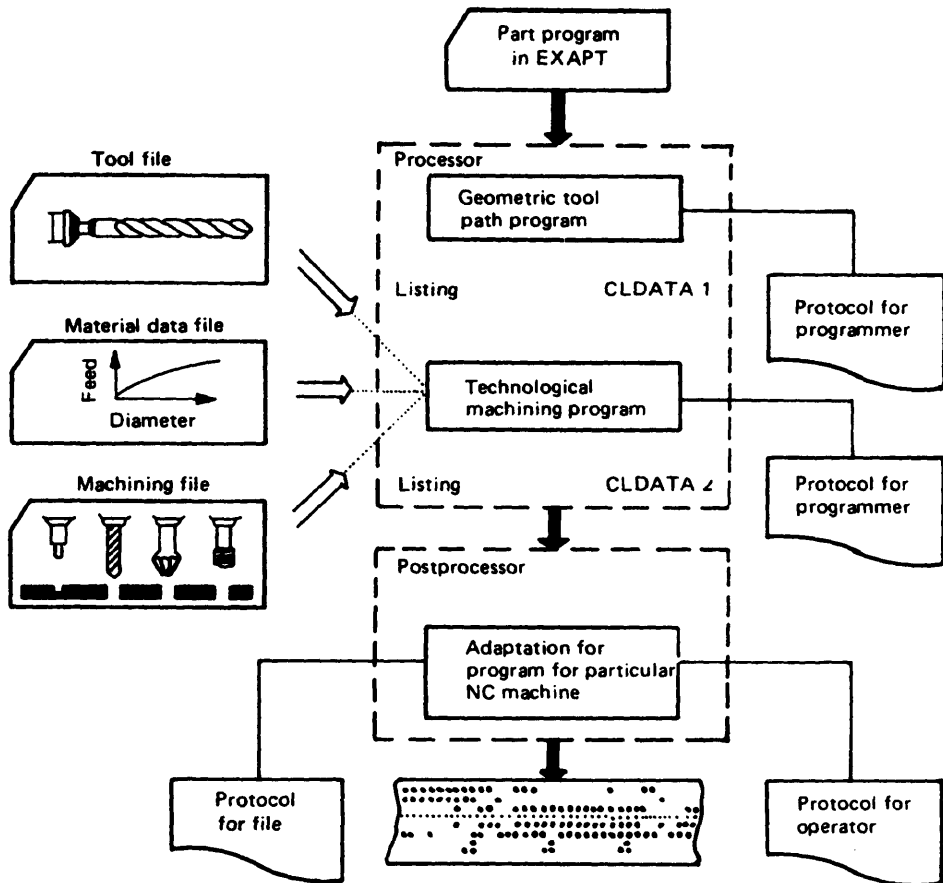 Part program
in EXAPT
Processor
Tool file
Geometric tool
path program
Listing
CLDATA 1
Protocol for
programmer
Material data file
Feed
Diameter
Technological
machining program
Machining file
Listing
CLDATA 2
Protocol for
programmer
Postprocessor
Adaptation for
program for particular
NC machine
Protocol
for file
Protocol for
operator